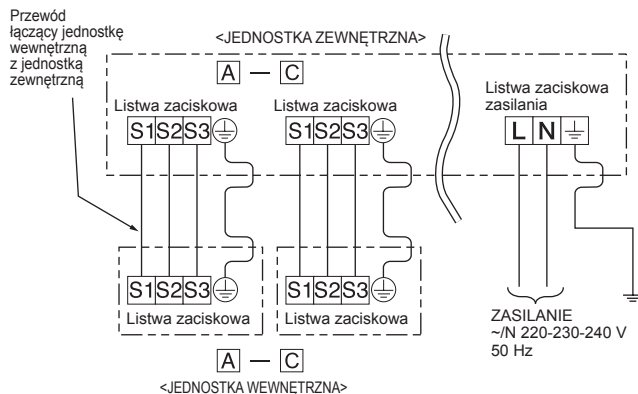 Przewód
łączący jednostkę
wewnętrzną
z jednostką
zewnętrzną
<JEDNOSTKA ZEWNĘTRZNA>
A — C
Listwa zaciskowa
Listwa zaciskowa
Listwa zaciskowa
zasilania
S1 S2 S3
S1 S2 S3
L N
S1 S2 S3
S1 S2 S3
Listwa zaciskowa
Listwa zaciskowa
ZASILANIE
~/N 220-230-240 V
50 Hz
A — C
<JEDNOSTKA WEWNĘTRZNA>